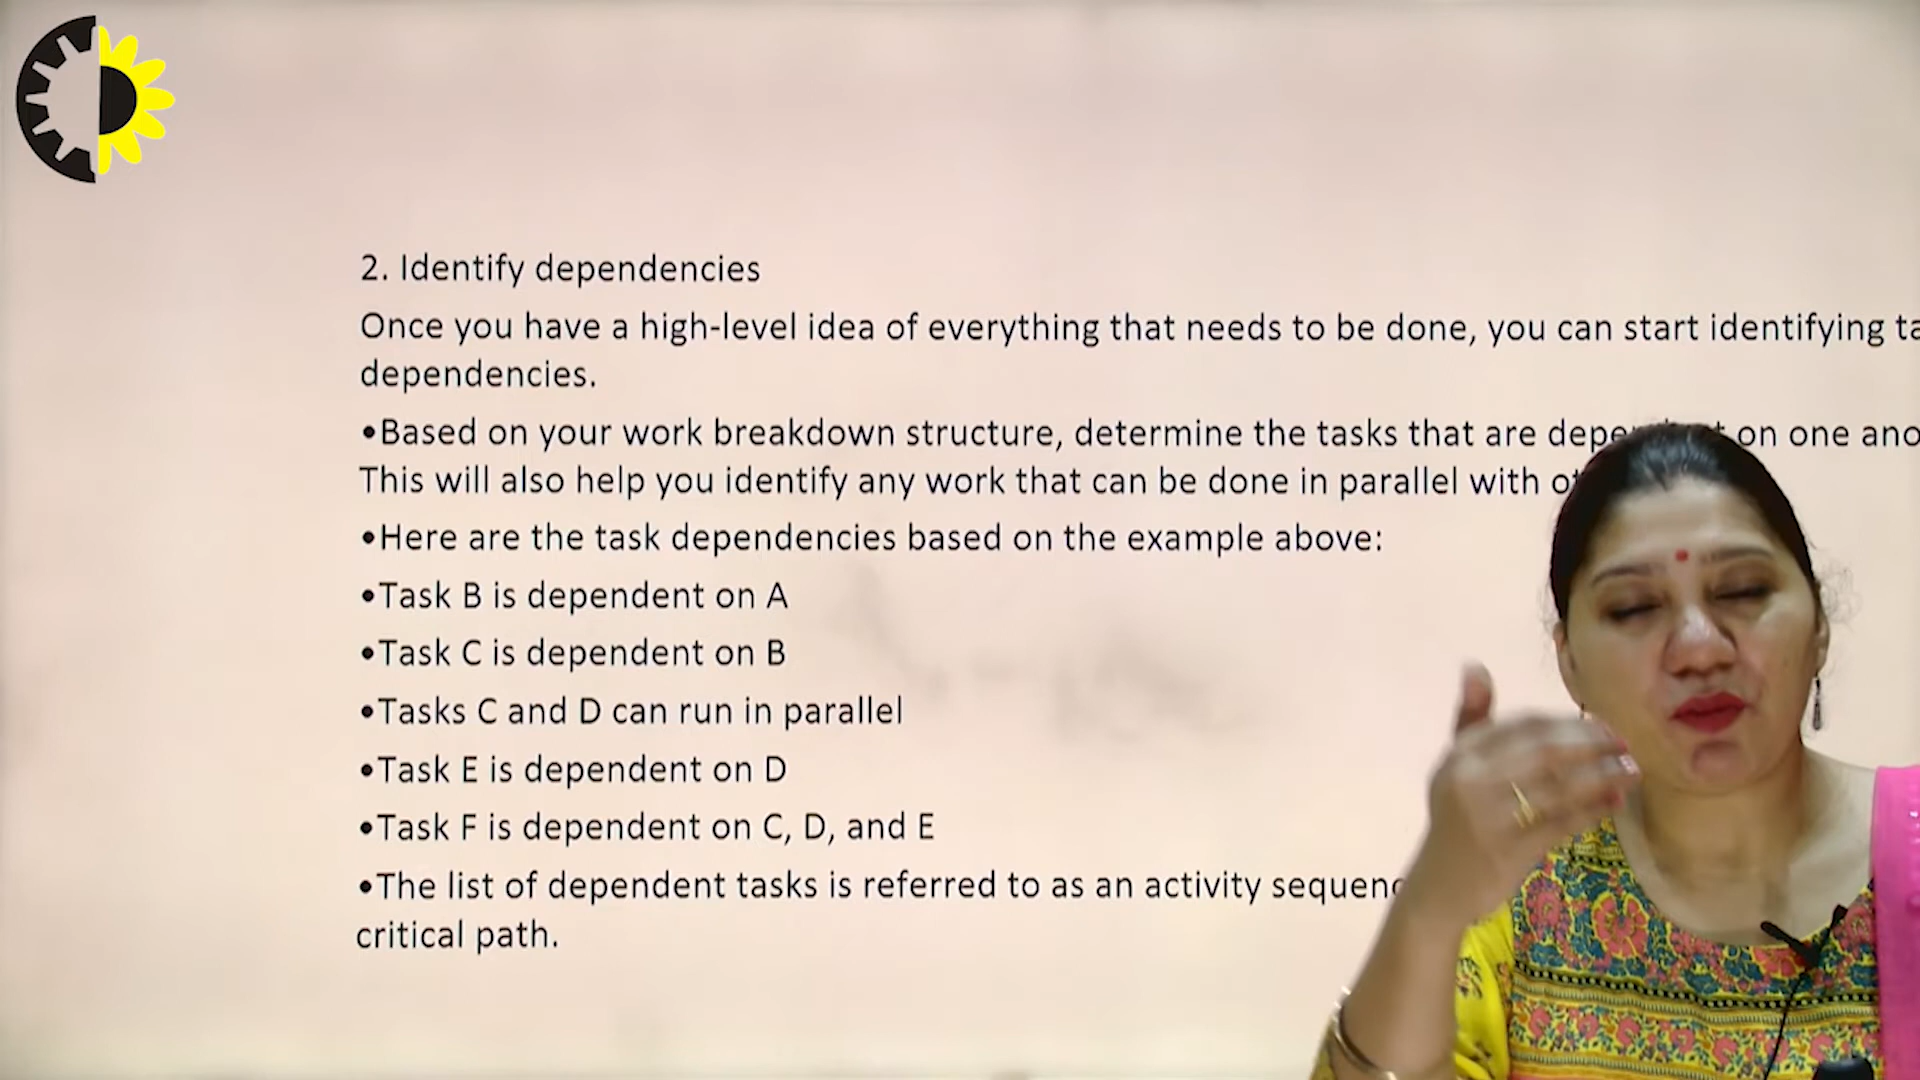 2. Identify dependencies
Once you have a high-level idea of everything that needs to be done, you can start identifying
dependencies.
•Based on your work breakdown structure, determine the tasks that are on one
This will also help you identify any work that can be done in parallel with
•Here are the task dependencies based on the example above:
•Task B is dependent on A
•Task C is dependent on B
•Tasks C and D can run in parallel
•Task E is dependent on D
•Task F is dependent on C, D, and E
•The list of dependent tasks is referred to as an activity
critical path.